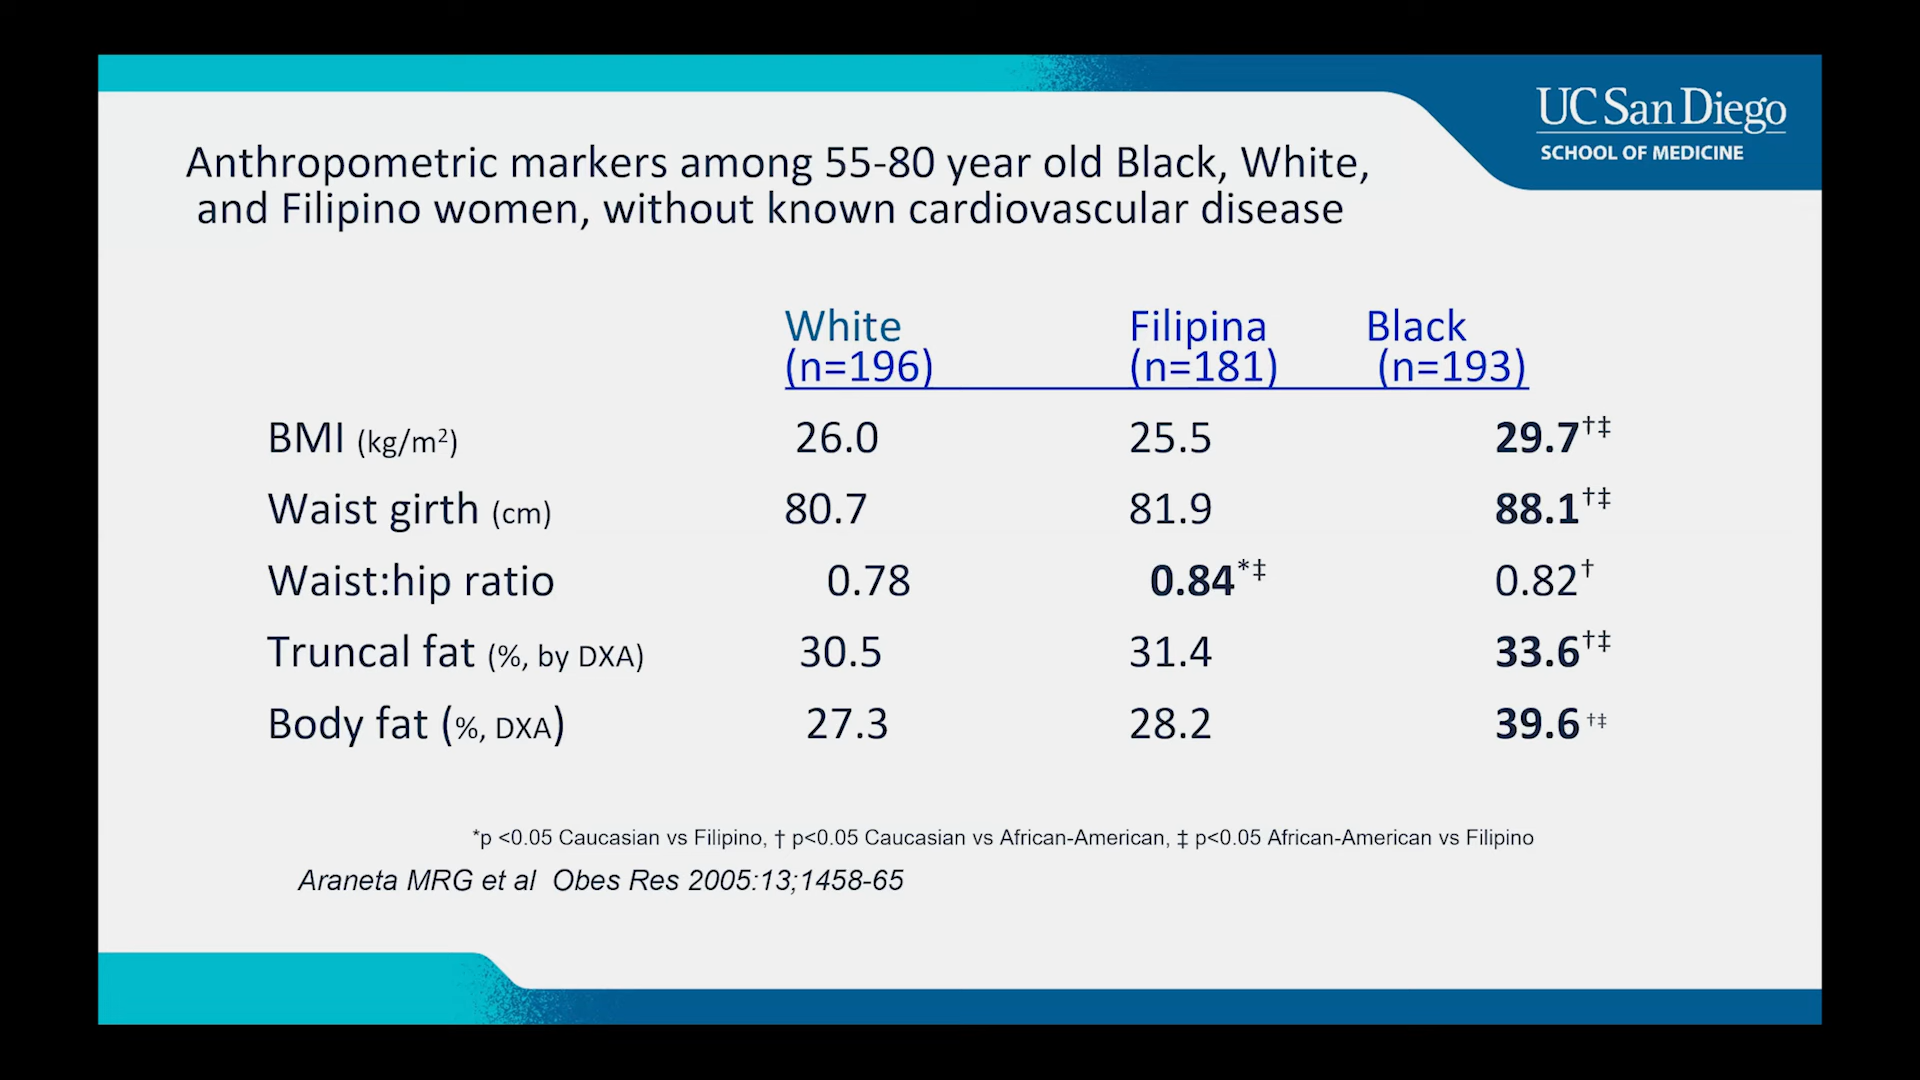 UC San Diego
SCHOOL OF MEDICINE
Anthropometric markers among 55-80 year old Black, White,
and Filipino women, without known cardiovascular disease
White Filipina Black
(n=196) (n=181) (n=193)
BMI (kg/m²) 26.0 25.5 29.7†‡
Waist girth (cm) 80.7 81.9 88.1†‡
Waist:hip ratio 0.78 0.84*‡ 0.82†
Truncal fat (%, by DXA) 30.5 31.4 33.6†‡
Body fat (%, DXA) 27.3 28.2 39.6 †‡
*p <0.05 Caucasian vs Filipino, † p<0.05 Caucasian vs African-American, ‡ p<0.05 African-American vs Filipino
Araneta MRG et al Obes Res 2005:13;1458-65